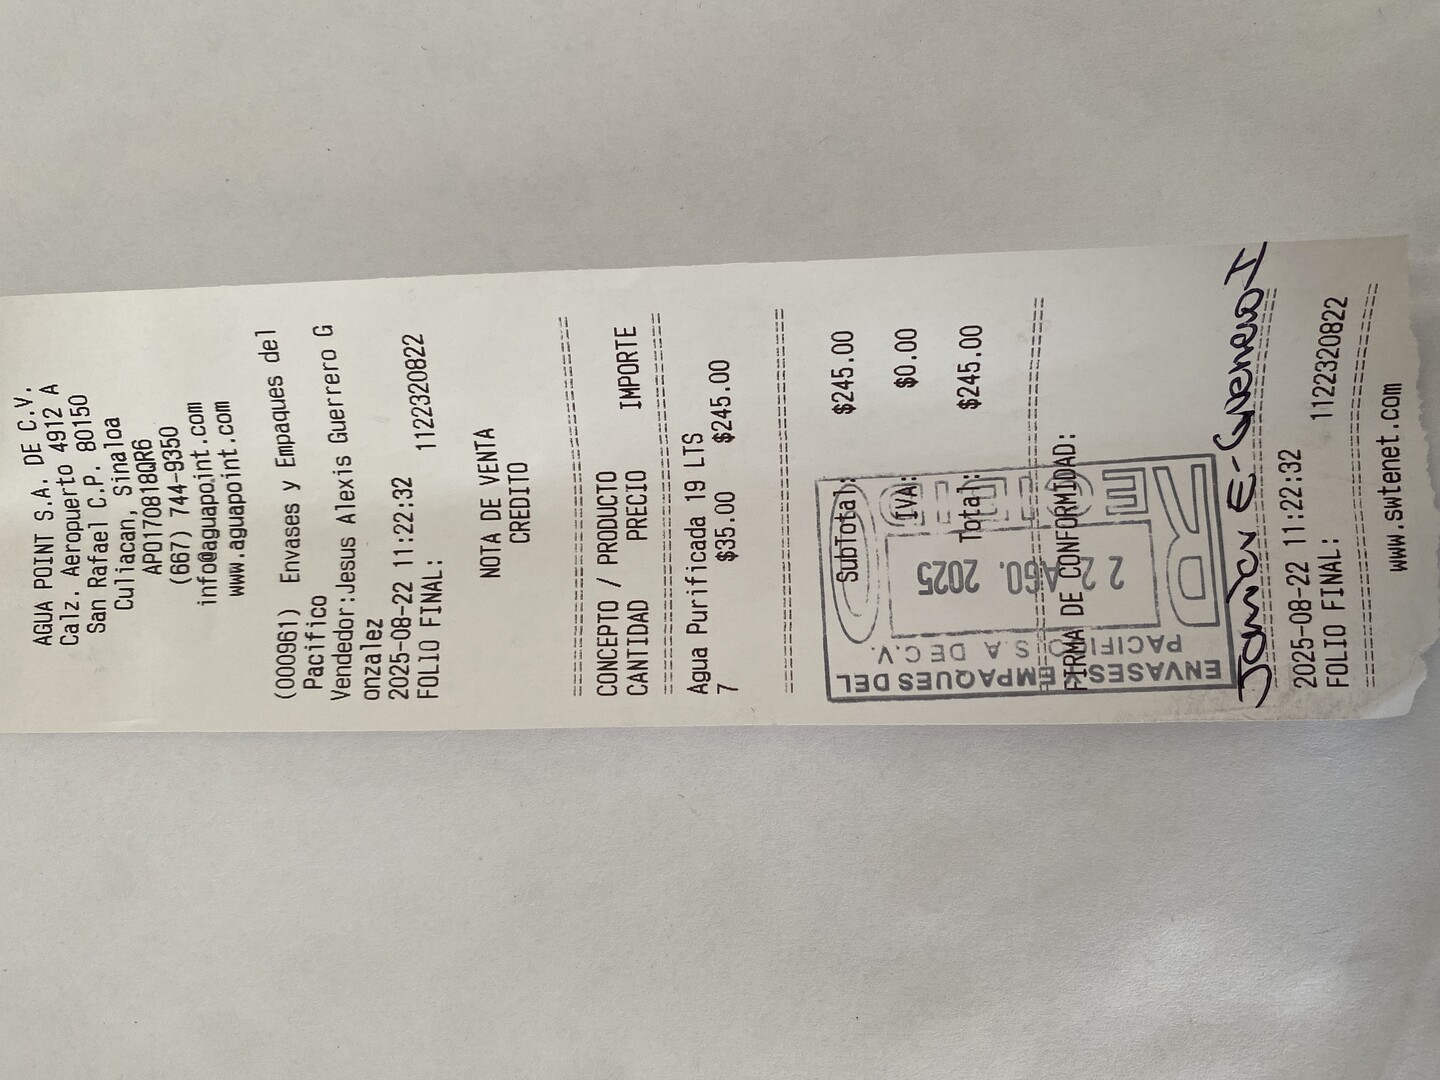 AGUA POINT S.A. DE C.V.
Calz. Aeropuerto 4912 A
San Rafael C.P. 80150
Culiacan, Sinaloa
APO170818QR6
(667) 744-9350
info@aguapoint.com
www.aguapoint.com
(000961) Envases y Empaques del
Pacifico
Vendedor:Jesus Alexis Guerrero G
onzalez
2025-08-22 11:22:32
FOLIO FINAL: 1122320822
NOTA DE VENTA
CREDITO
CONCEPTO / PRODUCTO
CANTIDAD PRECIO IMPORTE
Agua Purificada 19 LTS
7 $35.00 $245.00
SubTotal: $245.00
IVA: $0.00
Total: $245.00
FIRMA DE CONFORMIDAD:
ENVASES EMPAQUES DEL
PACIFICO S.A DE C.V.
22 AGO. 2025
Javier E. Guerrero I
2025-08-22 11:22:32
FOLIO FINAL: 1122320822
www.swtenet.com